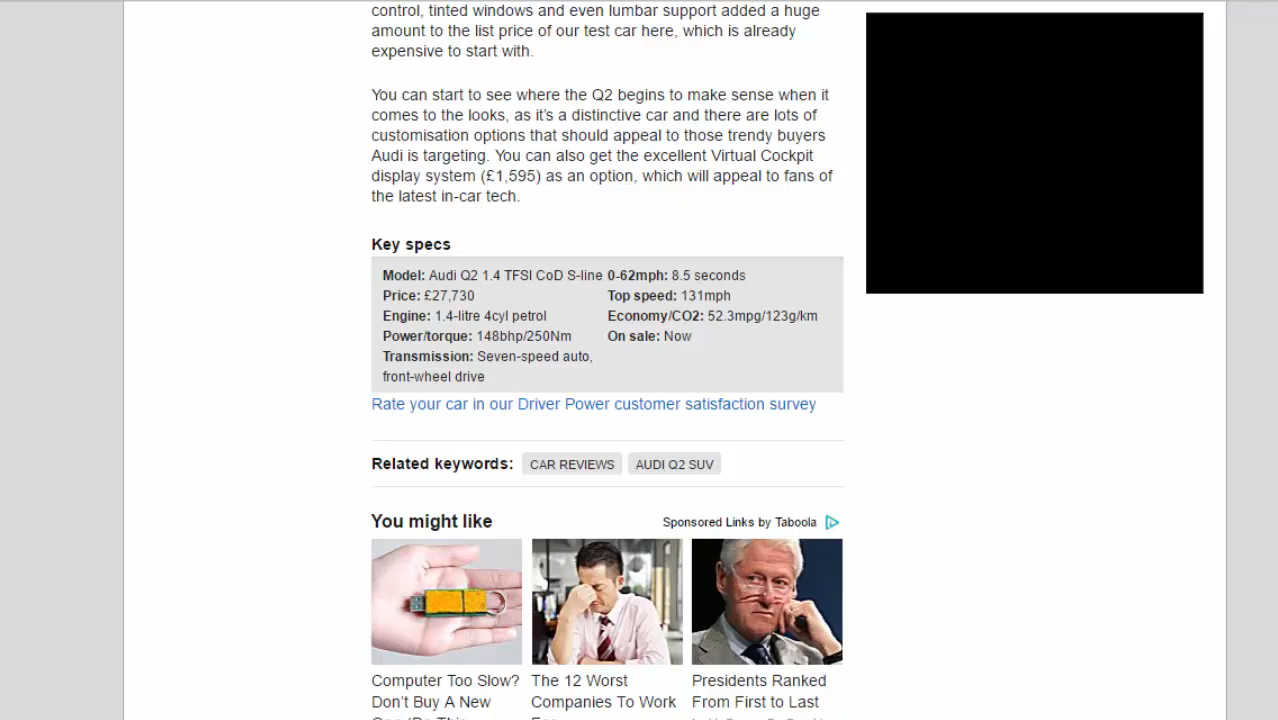 control, tinted windows and even lumbar support added a huge
amount to the list price of our test car here, which is already
expensive to start with.
You can start to see where the Q2 begins to make sense when it
comes to the looks, as it's a distinctive car and there are lots of
customisation options that should appeal to those trendy buyers
Audi is targeting. You can also get the excellent Virtual Cockpit
display system (£1,595) as an option, which will appeal to fans of
the latest in-car tech.
Key specs
Model: Audi Q2 1.4 TFSI CoD S-line 0-62mph: 8.5 seconds
Price: £27,730 Top speed: 131mph
Engine: 1.4-litre 4cyl petrol Economy/CO2: 52.3mpg/123g/km
Power/torque: 148bhp/250Nm On sale: Now
Transmission: Seven-speed auto,
front-wheel drive
Rate your car in our Driver Power customer satisfaction survey
Related keywords: CAR REVIEWS AUDI Q2 SUV
You might like Sponsored Links by Taboola
Computer Too Slow? The 12 Worst Presidents Ranked
Don't Buy A New Companies To Work From First to Last